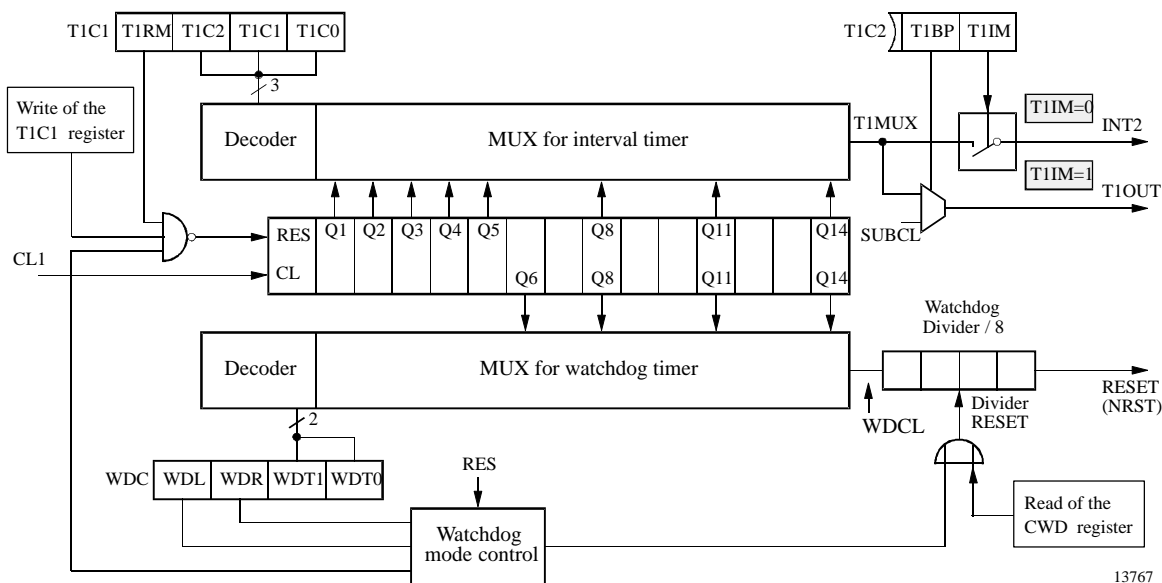 T1C1 T1RM T1C2 T1C1 T1C0
T1C2 T1BP T1IM
3
Write of the
T1C1 register
Decoder
MUX for interval timer
T1MUX
T1IM=0
INT2
T1IM=1
T1OUT
SUBCL
RES Q1 Q2 Q3 Q4 Q5 Q8 Q11 Q14
CL1
CL Q6 Q8 Q11 Q14
Watchdog
Divider / 8
Decoder
MUX for watchdog timer
RESET
(NRST)
Divider
RESET
WDCL
2
WDC WDL WDR WDT1 WDT0
RES
Read of the
CWD register
Watchdog
mode control
13767